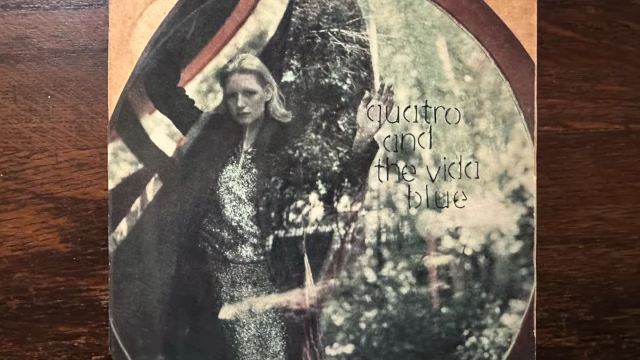 quatro
and
the vida
blue